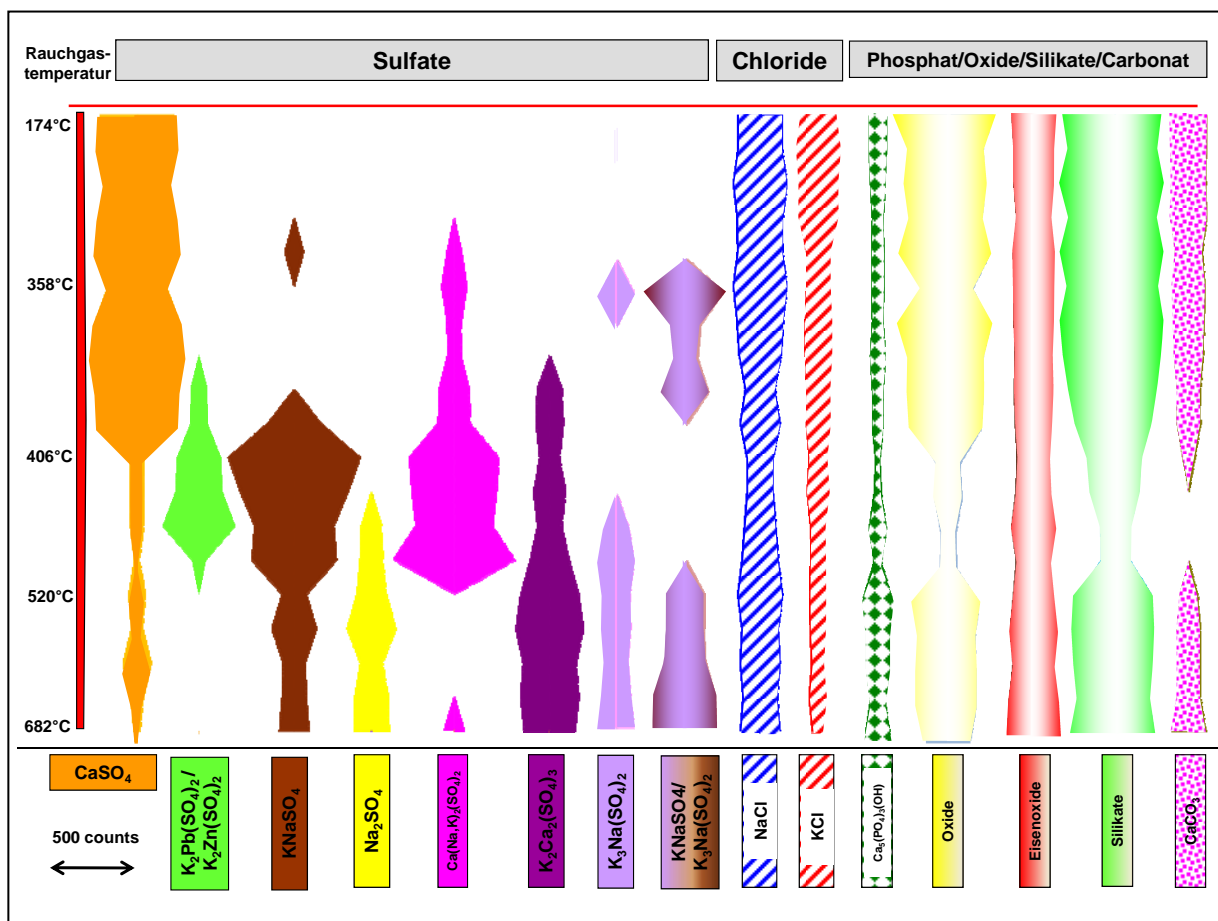 Rauchgas-
temperatur
Sulfate
Chloride
Phosphat/Oxide/Silikate/Carbonat
174°C
358°C
406°C
520°C
682°C
CaSO4
K2Pb(SO4)2 /
K2Zn(SO4)2
KNaSO4
Na2SO4
Ca(Na,K)2(SO4)2
K2Ca2(SO4)3
K3Na(SO4)2
KNaSO4/
K3Na(SO4)2
NaCl
KCl
Ca5(PO4)3(OH)
Oxide
Eisenoxide
Silikate
CaCO3
500 counts